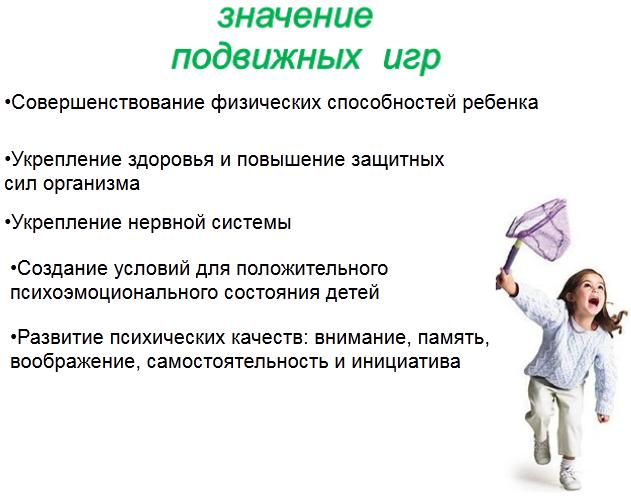 значение
подвижных игр
•Совершенствование физических способностей ребенка
•Укрепление здоровья и повышение защитных
сил организма
•Укрепление нервной системы
•Создание условий для положительного
психоэмоционального состояния детей
•Развитие психических качеств: внимание, память,
воображение, самостоятельность и инициатива